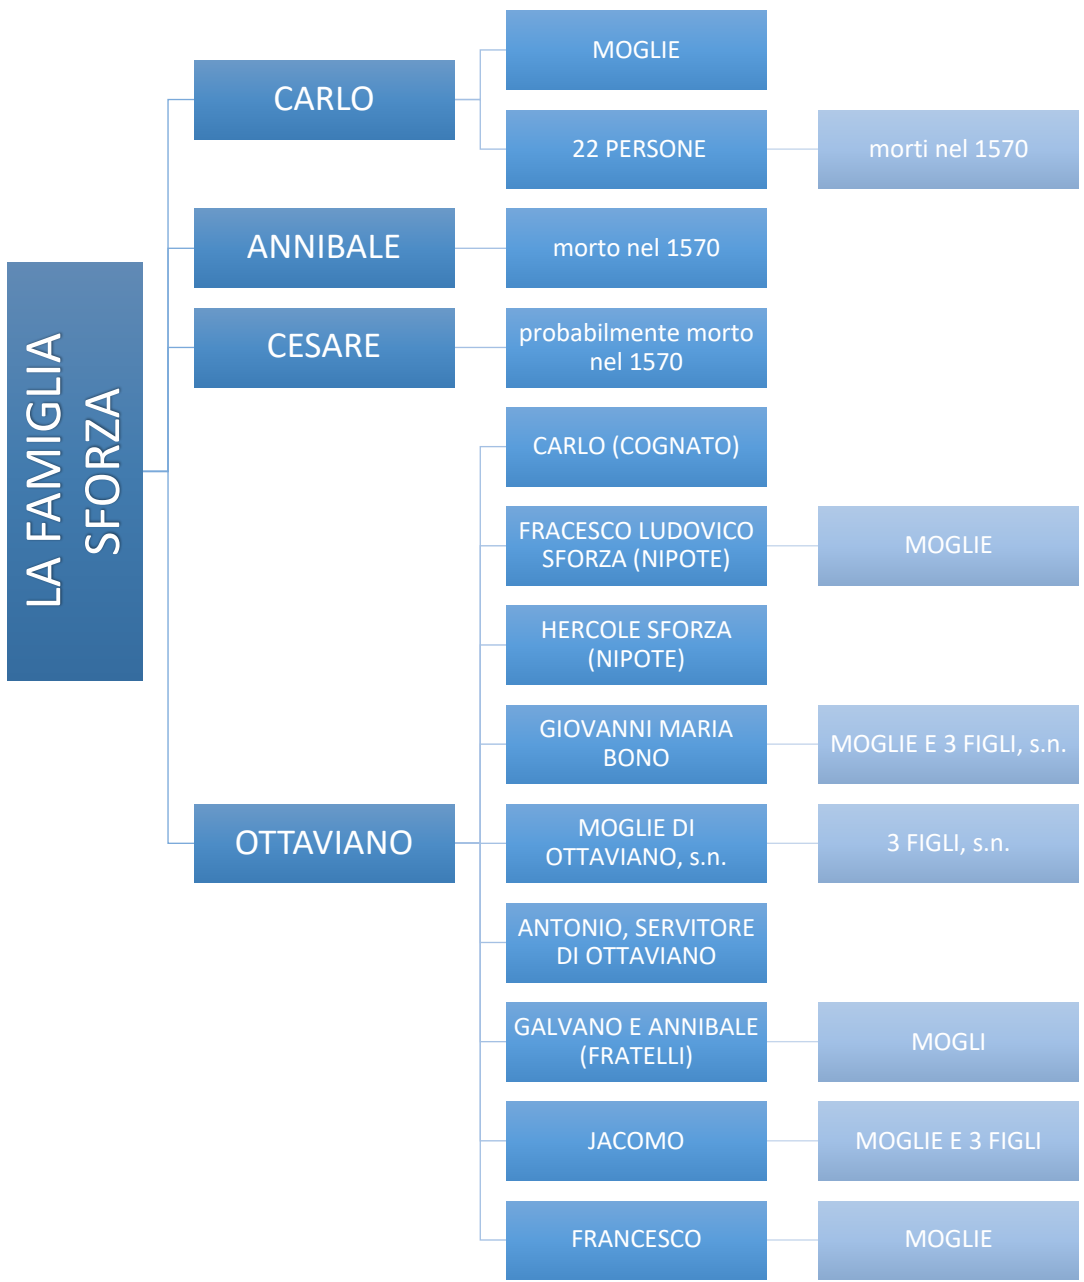 LA FAMIGLIA
SFORZA
CARLO
MOGLIE
22 PERSONE
morti nel 1570
ANNIBALE
morto nel 1570
CESARE
probabilmente morto
nel 1570
OTTAVIANO
CARLO (COGNATO)
FRACESCO LUDOVICO
SFORZA (NIPOTE)
MOGLIE
HERCOLE SFORZA
(NIPOTE)
GIOVANNI MARIA
BONO
MOGLIE E 3 FIGLI, s.n.
MOGLIE DI
OTTAVIANO, s.n.
3 FIGLI, s.n.
ANTONIO, SERVITORE
DI OTTAVIANO
GALVANO E ANNIBALE
(FRATELLI)
MOGLI
JACOMO
MOGLIE E 3 FIGLI
FRANCESCO
MOGLIE